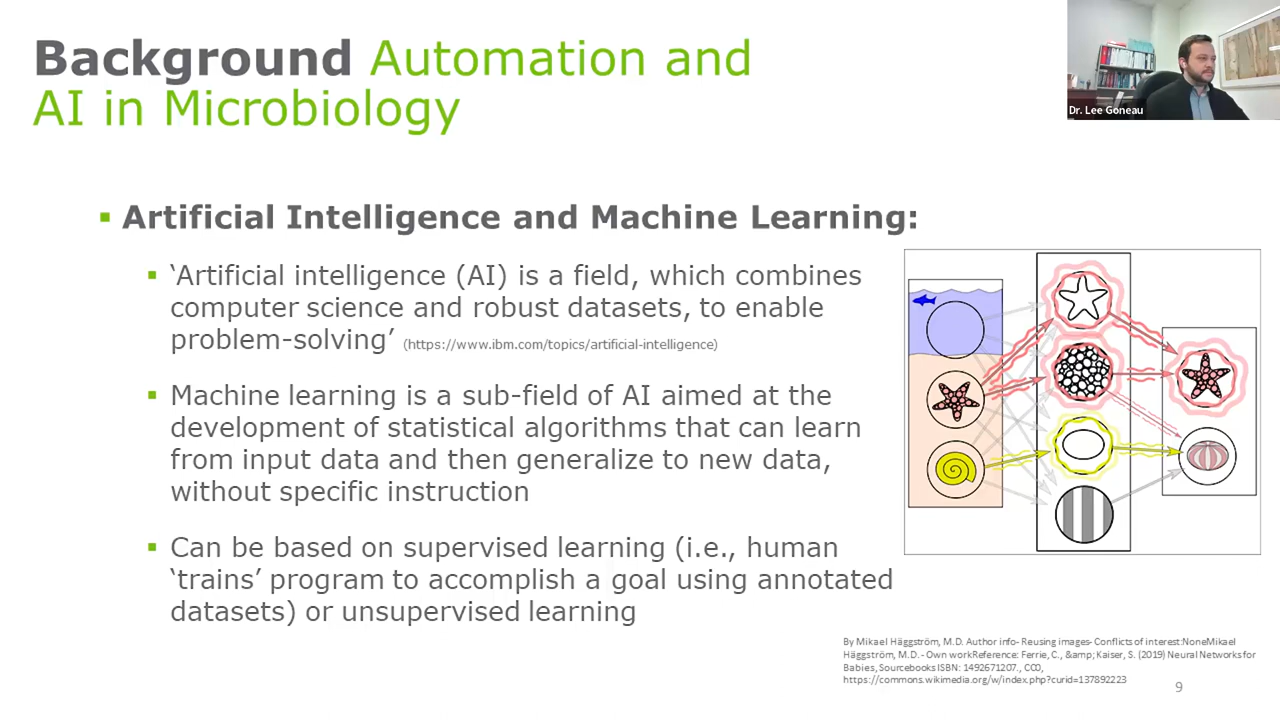 Background Automation and
AI in Microbiology
Dr. Lee Goneau
▪ Artificial Intelligence and Machine Learning:
▪ ‘Artificial intelligence (AI) is a field, which combines
computer science and robust datasets, to enable
problem-solving’ (https://www.ibm.com/topics/artificial-intelligence)
▪ Machine learning is a sub-field of AI aimed at the
development of statistical algorithms that can learn
from input data and then generalize to new data,
without specific instruction
▪ Can be based on supervised learning (i.e., human
‘trains’ program to accomplish a goal using annotated
datasets) or unsupervised learning
By Mikael Häggström, M.D. Author info- Reusing images- Conflicts of interest:NoneMikael
Häggström, M.D. - Own workReference: Ferrie, C., &amp; Kaiser, S. (2019) Neural Networks for
Babies, Sourcebooks ISBN: 1492671207., CC0,
https://commons.wikimedia.org/w/index.php?curid=137892223
9